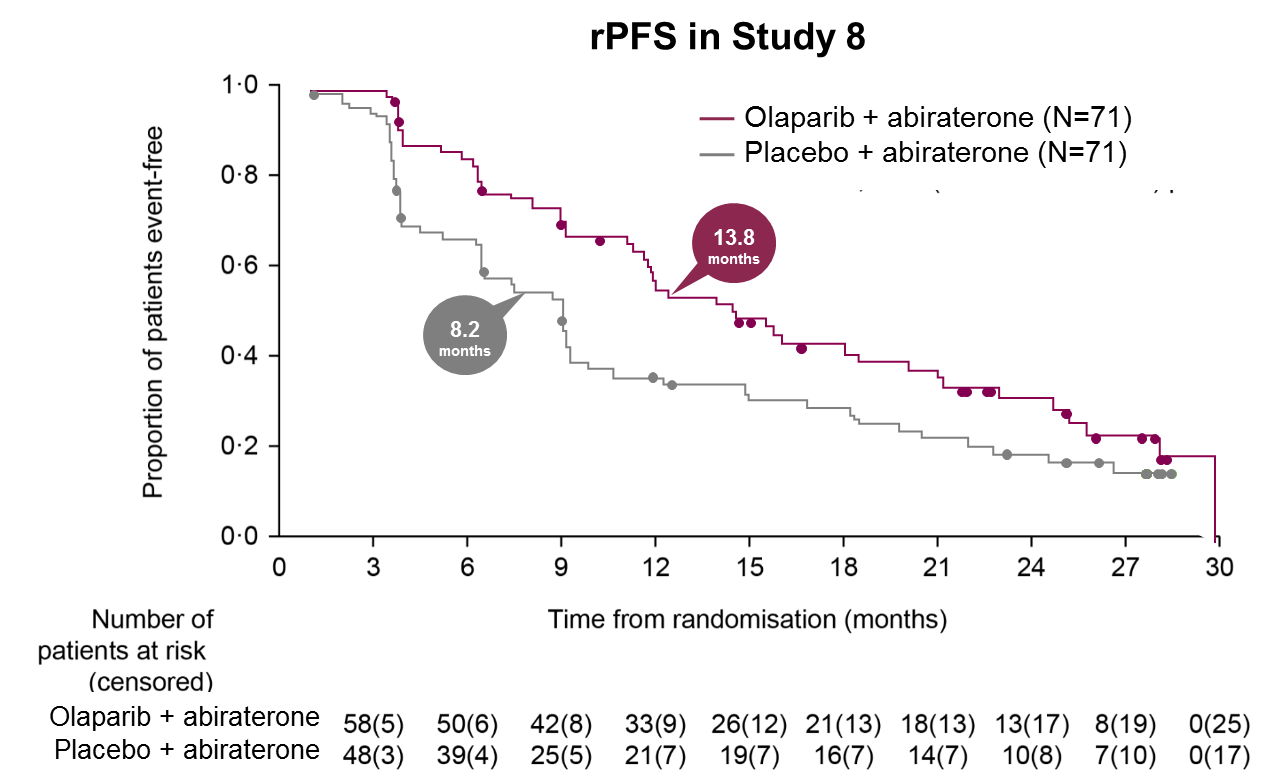 rPFS in Study 8
Olaparib + abiraterone (N=71)
Placebo + abiraterone (N=71)
Proportion of patients event-free
1·0
0·8
0·6
0·4
0·2
0·0
13.8
months
8.2
months
0 3 6 9 12 15 18 21 24 27 30
Time from randomisation (months)
Number of
patients at risk
(censored)
Olaparib + abiraterone 58(5) 50(6) 42(8) 33(9) 26(12) 21(13) 18(13) 13(17) 8(19) 0(25)
Placebo + abiraterone 48(3) 39(4) 25(5) 21(7) 19(7) 16(7) 14(7) 10(8) 7(10) 0(17)